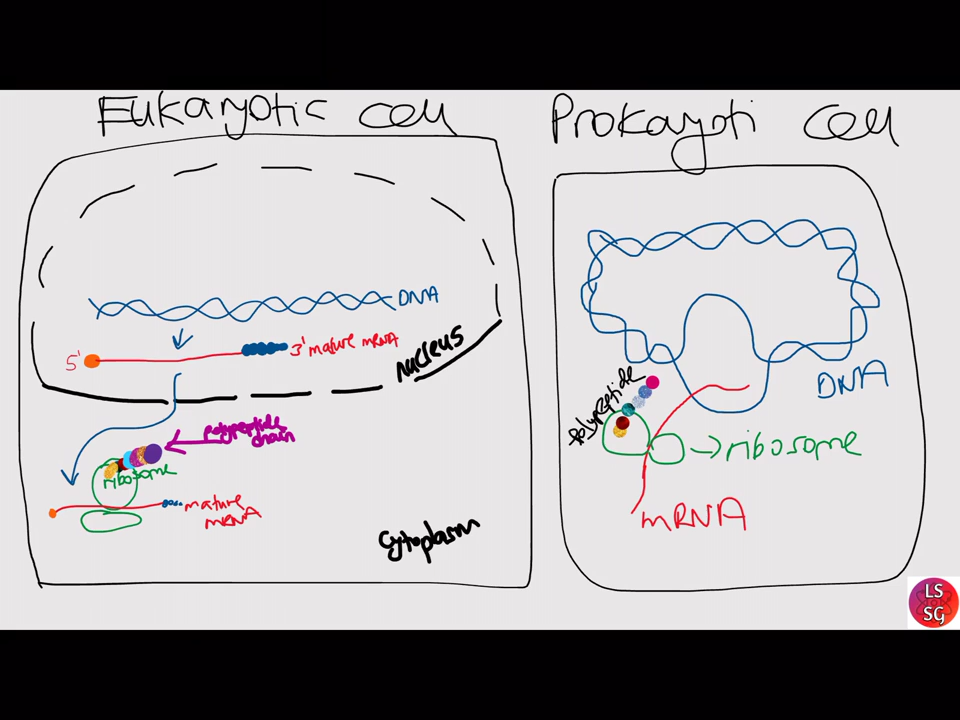 Eukaryotic cell
Prokaryoti cell
DNA
5' 3' mature mRNA
nucleus
polypeptide
chain
ribosome
mature
mRNA
cytoplasm
DNA
polypeptide
→ribosome
mRNA
LS
SG